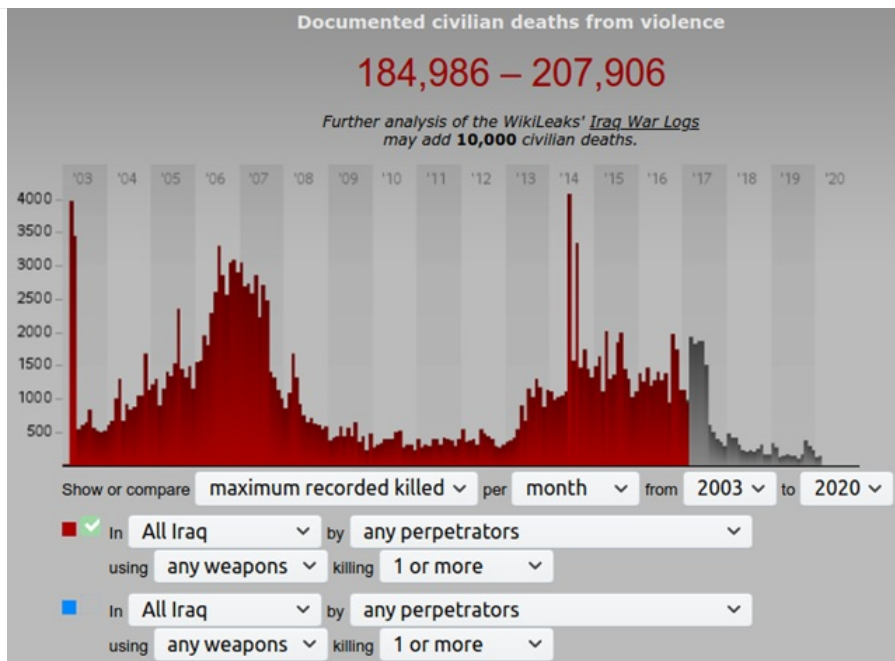 Documented civilian deaths from violence
184,986 – 207,906
Further analysis of the WikiLeaks' Iraq War Logs
may add 10,000 civilian deaths.
'03 '04 '05 '06 '07 '08 '09 '10 '11 '12 '13 '14 '15 '16 '17 '18 '19 '20
4000
3500
3000
2500
2000
1500
1000
500
Show or compare maximum recorded killed per month from 2003 to 2020
In All Iraq by any perpetrators
using any weapons killing 1 or more
In All Iraq by any perpetrators
using any weapons killing 1 or more